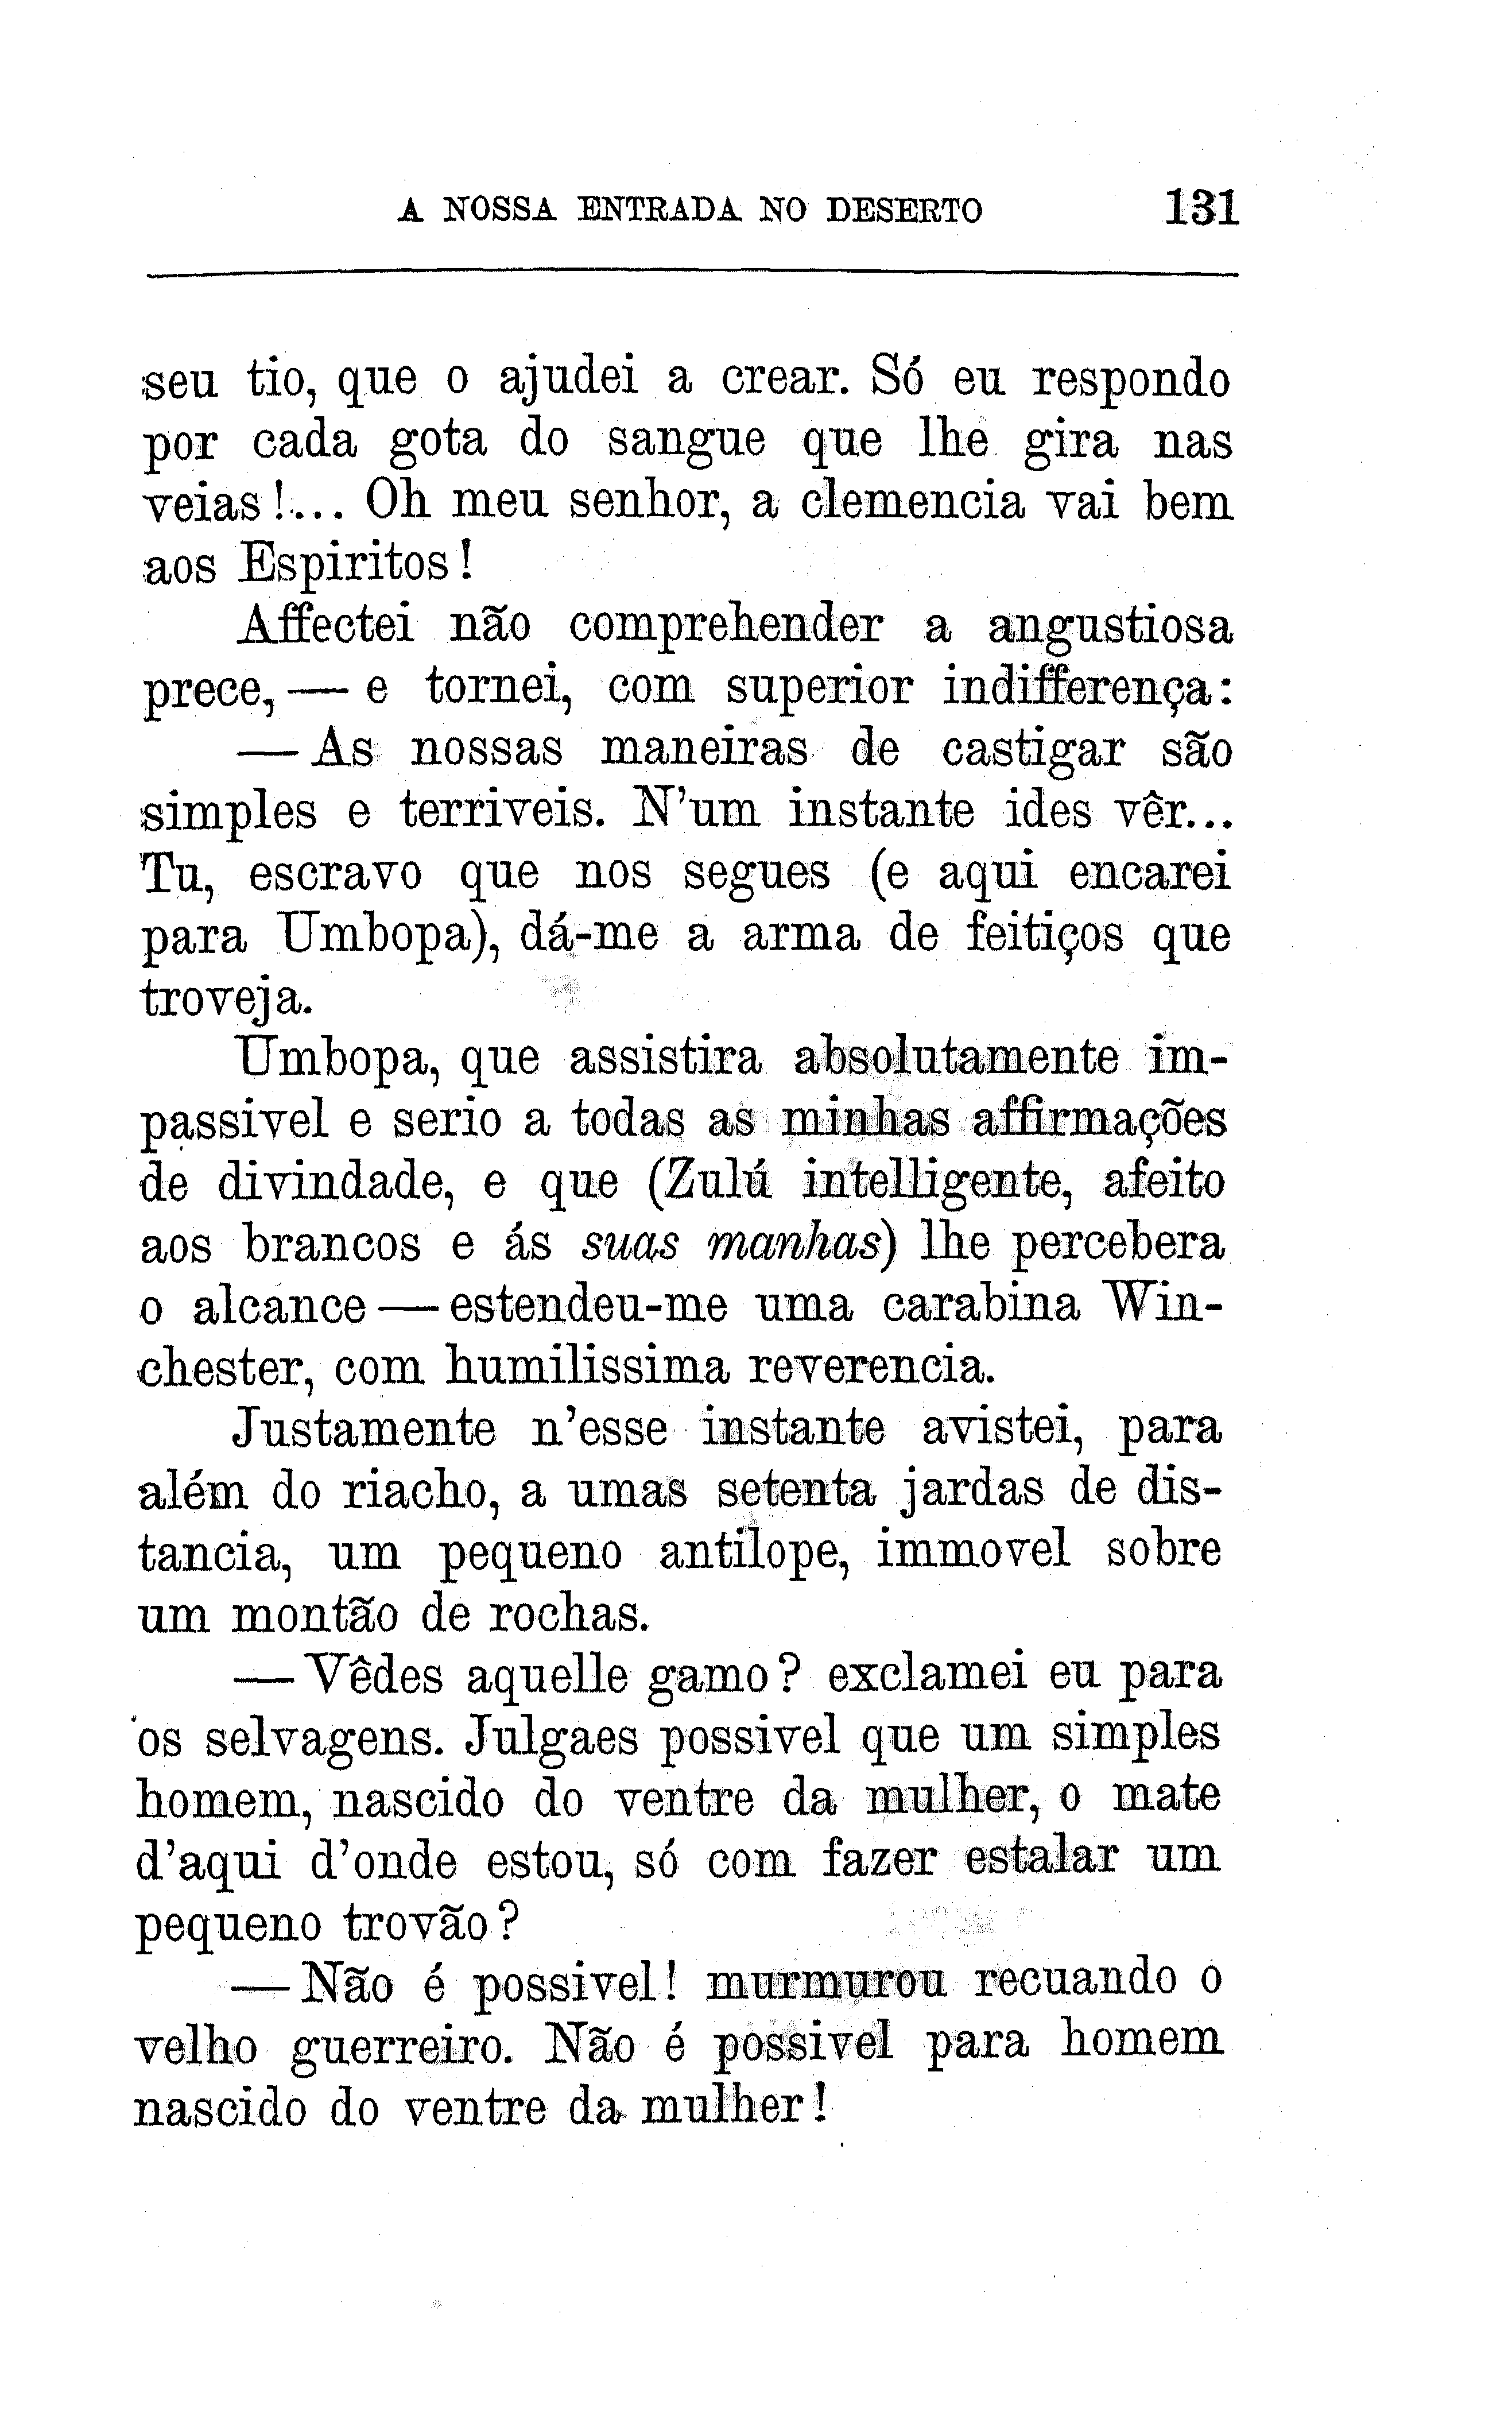 A NOSSA ENTRADA NO DESERTO 131
seu tio, que o ajudei a crear. Só eu respondo
por cada gota do sangue que lhe gira nas
veias!... Oh meu senhor, a clemencia vai bem
aos Espiritos!
Affectei não comprehender a angustiosa
prece, — e tornei, com superior indifferença:
— As nossas maneiras de castigar são
simples e terriveis. N'um instante ides vêr...
Tu, escravo que nos segues (e aqui encarei
para Umbopa), dá-me a arma de feitiços que
troveja.
Umbopa, que assistira absolutamente im-
passivel e serio a todas as minhas affirmações
de divindade, e que (Zulú intelligente, afeito
aos brancos e ás suas manhas) lhe percebera
o alcance — estendeu-me uma carabina Win-
chester, com humilissima reverencia.
Justamente n'esse instante avistei, para
além do riacho, a umas setenta jardas de dis-
tancia, um pequeno antilope, immovel sobre
um montão de rochas.
— Vêdes aquelle gamo? exclamei eu para
os selvagens. Julgaes possivel que um simples
homem, nascido do ventre da mulher, o mate
d'aqui d'onde estou, só com fazer estalar um
pequeno trovão?
— Não é possivel! murmurou recuando o
velho guerreiro. Não é possivel para homem
nascido do ventre da mulher!